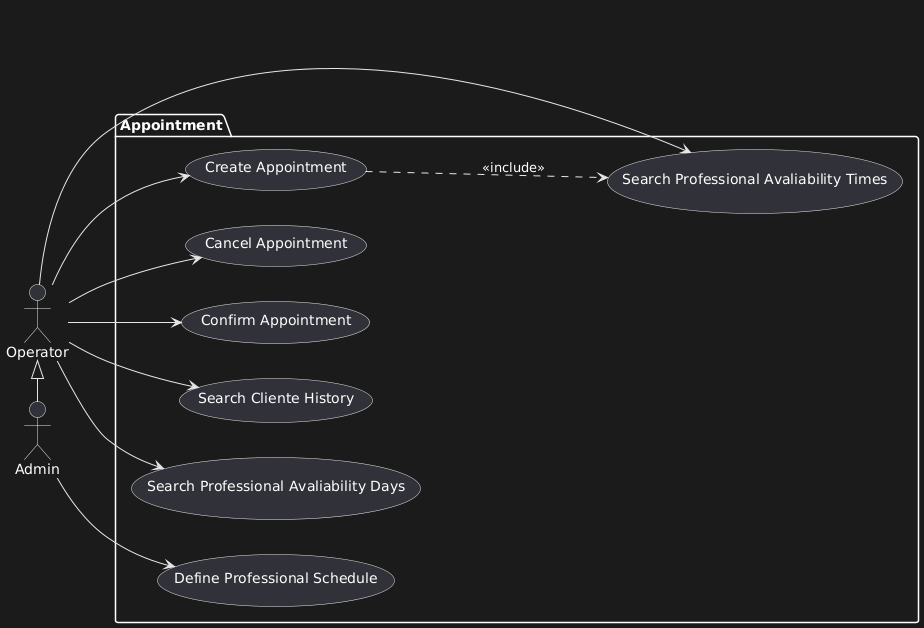 Appointment
Create Appointment
«include»
Search Professional Avaliability Times
Cancel Appointment
Confirm Appointment
Operator
Search Cliente History
Admin
Search Professional Avaliability Days
Define Professional Schedule